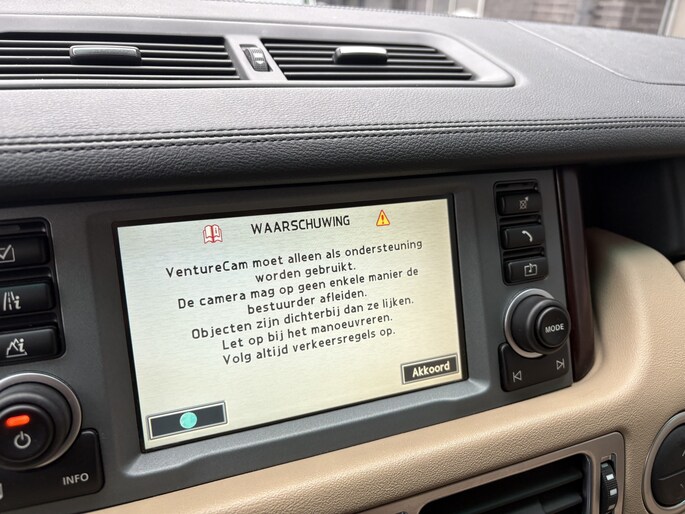 WAARSCHUWING
VentureCam moet alleen als ondersteuning
worden gebruikt.
De camera mag op geen enkele manier de
bestuurder afleiden.
Objecten zijn dichterbij dan ze lijken.
Let op bij het manoeuvreren.
Volg altijd verkeersregels op.
Akkoord
MODE
INFO